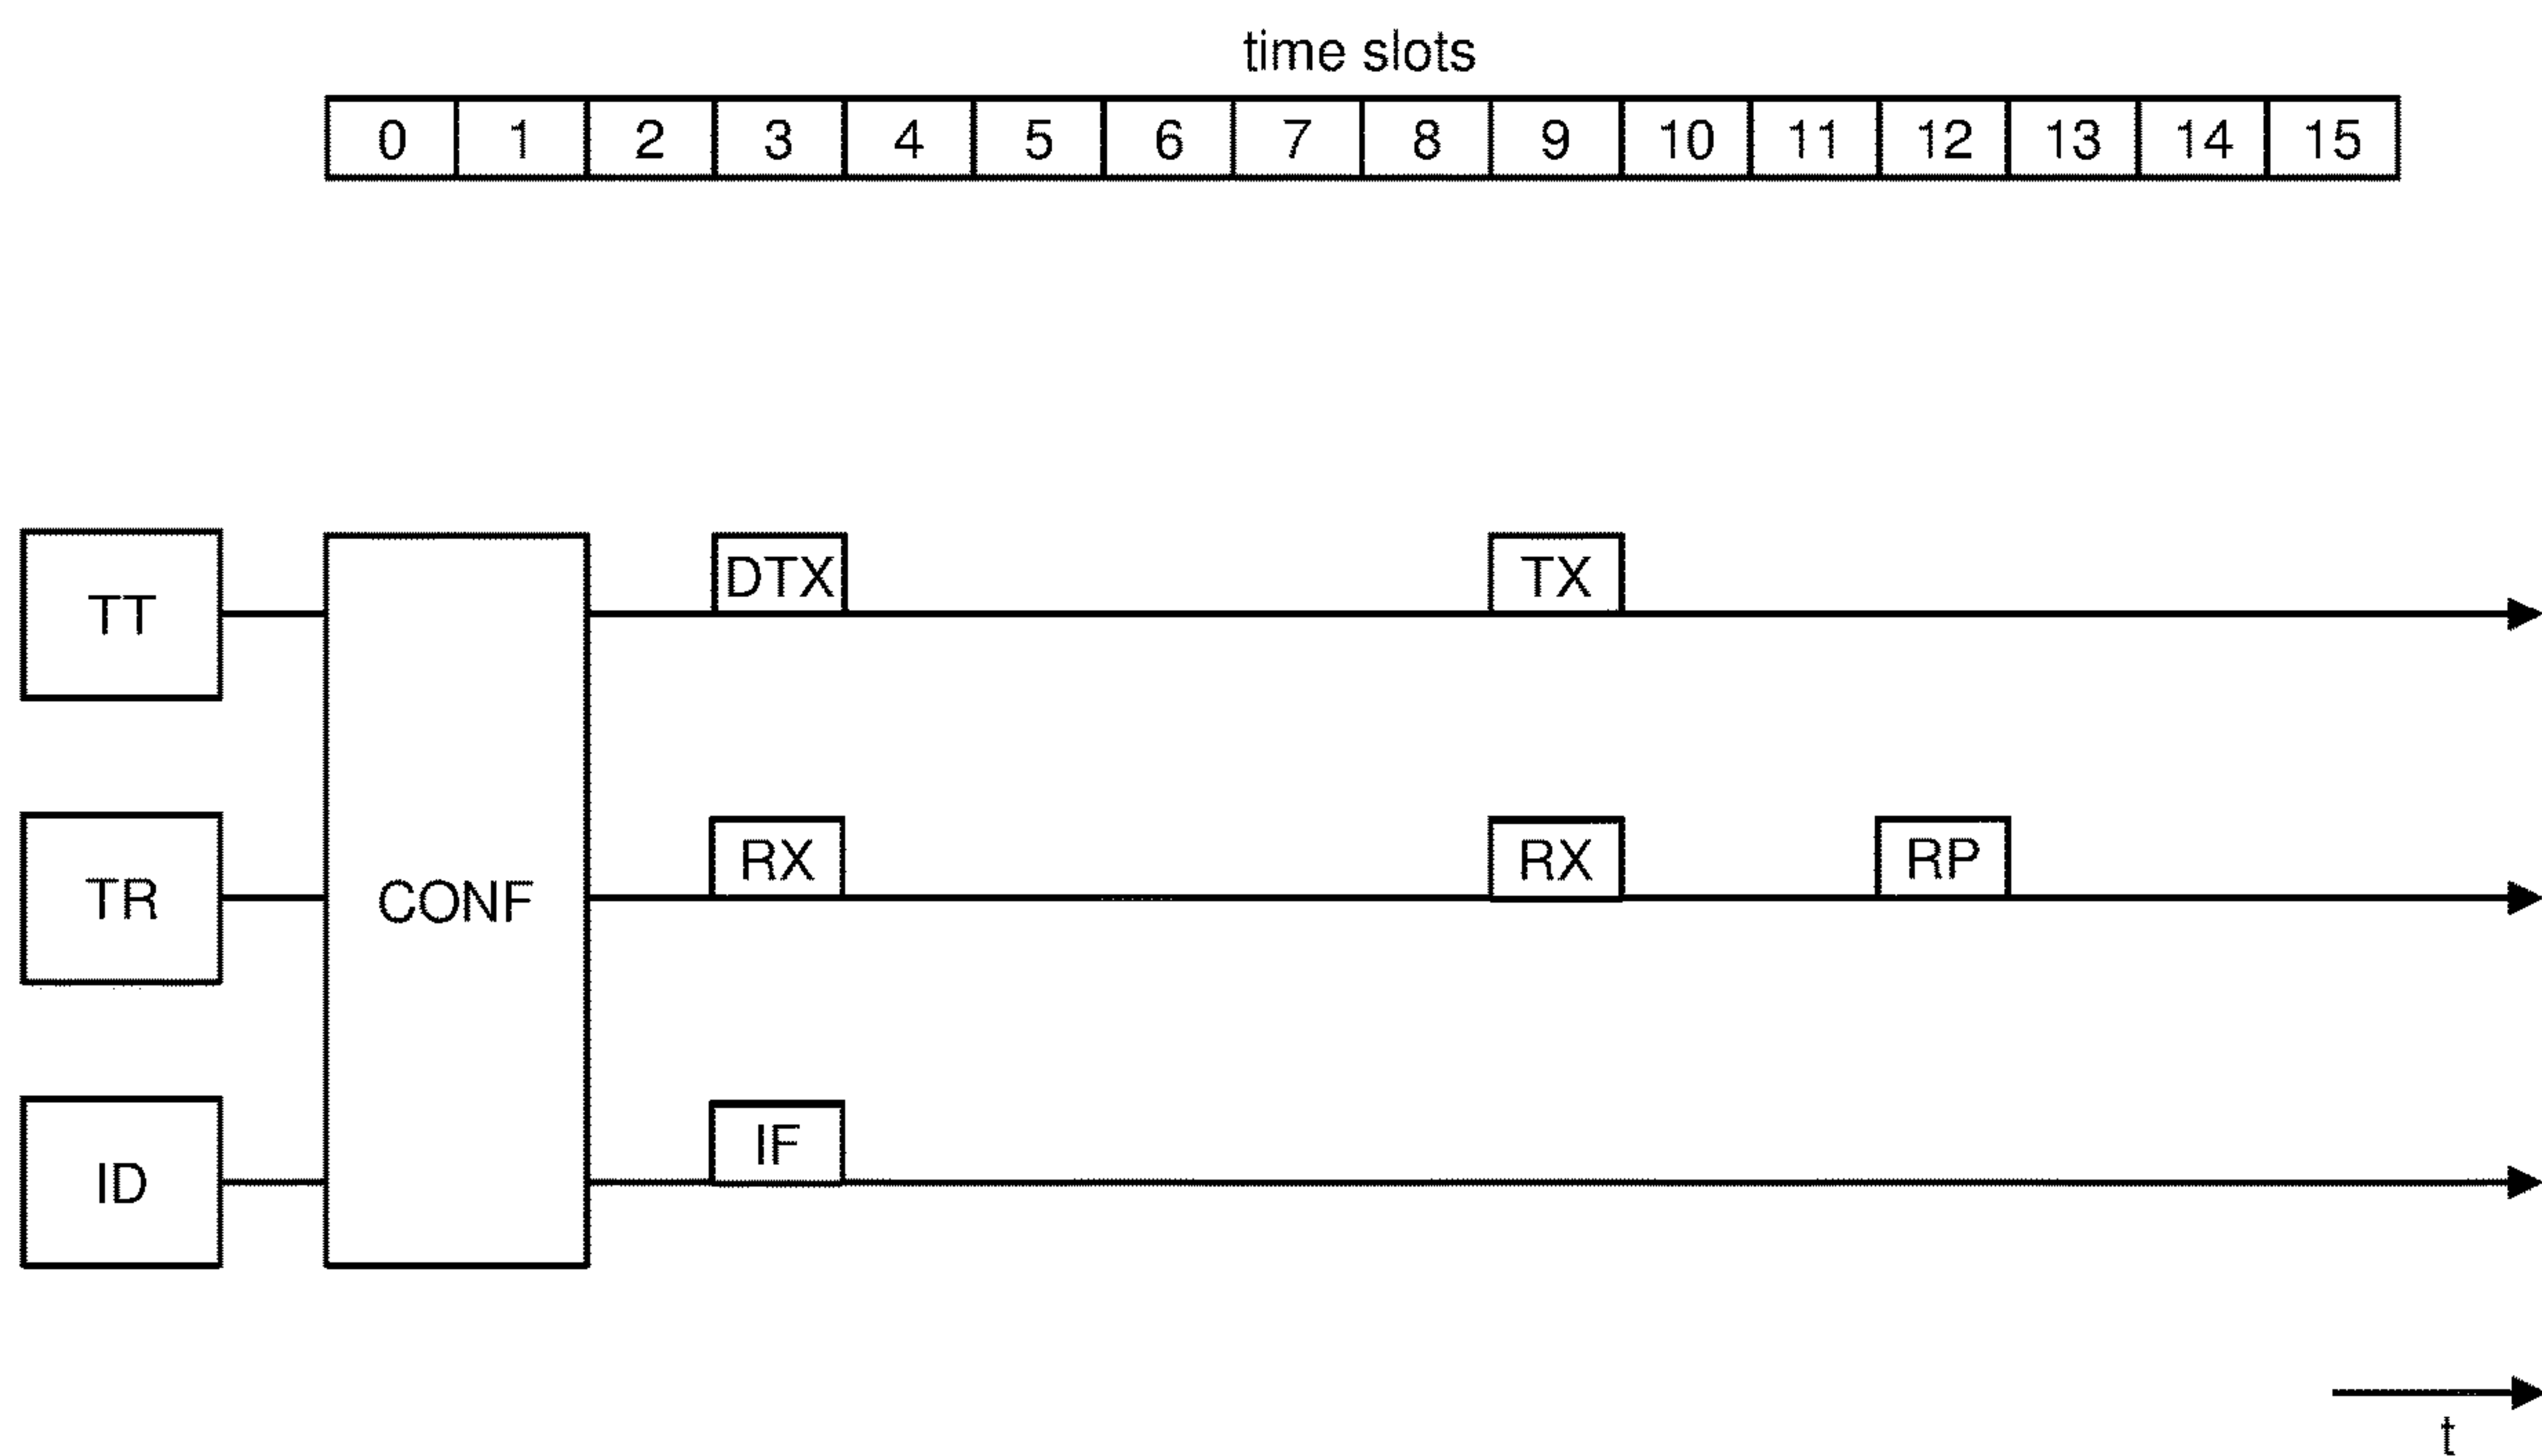 time slots
0 1 2 3 4 5 6 7 8 9 10 11 12 13 14 15
TT DTX TX
TR CONF RX RX RP
ID IF
t